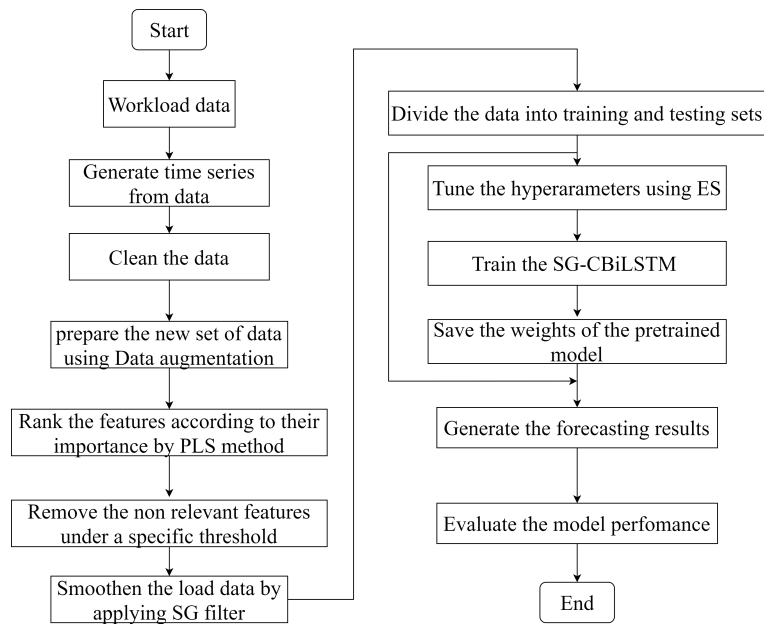 Start
Workload data
Generate time series
from data
Clean the data
prepare the new set of data
using Data augmentation
Rank the features according to their
importance by PLS method
Remove the non relevant features
under a specific threshold
Smoothen the load data by
applying SG filter
Divide the data into training and testing sets
Tune the hyperarameters using ES
Train the SG-CBiLSTM
Save the weights of the pretrained
model
Generate the forecasting results
Evaluate the model perfomance
End